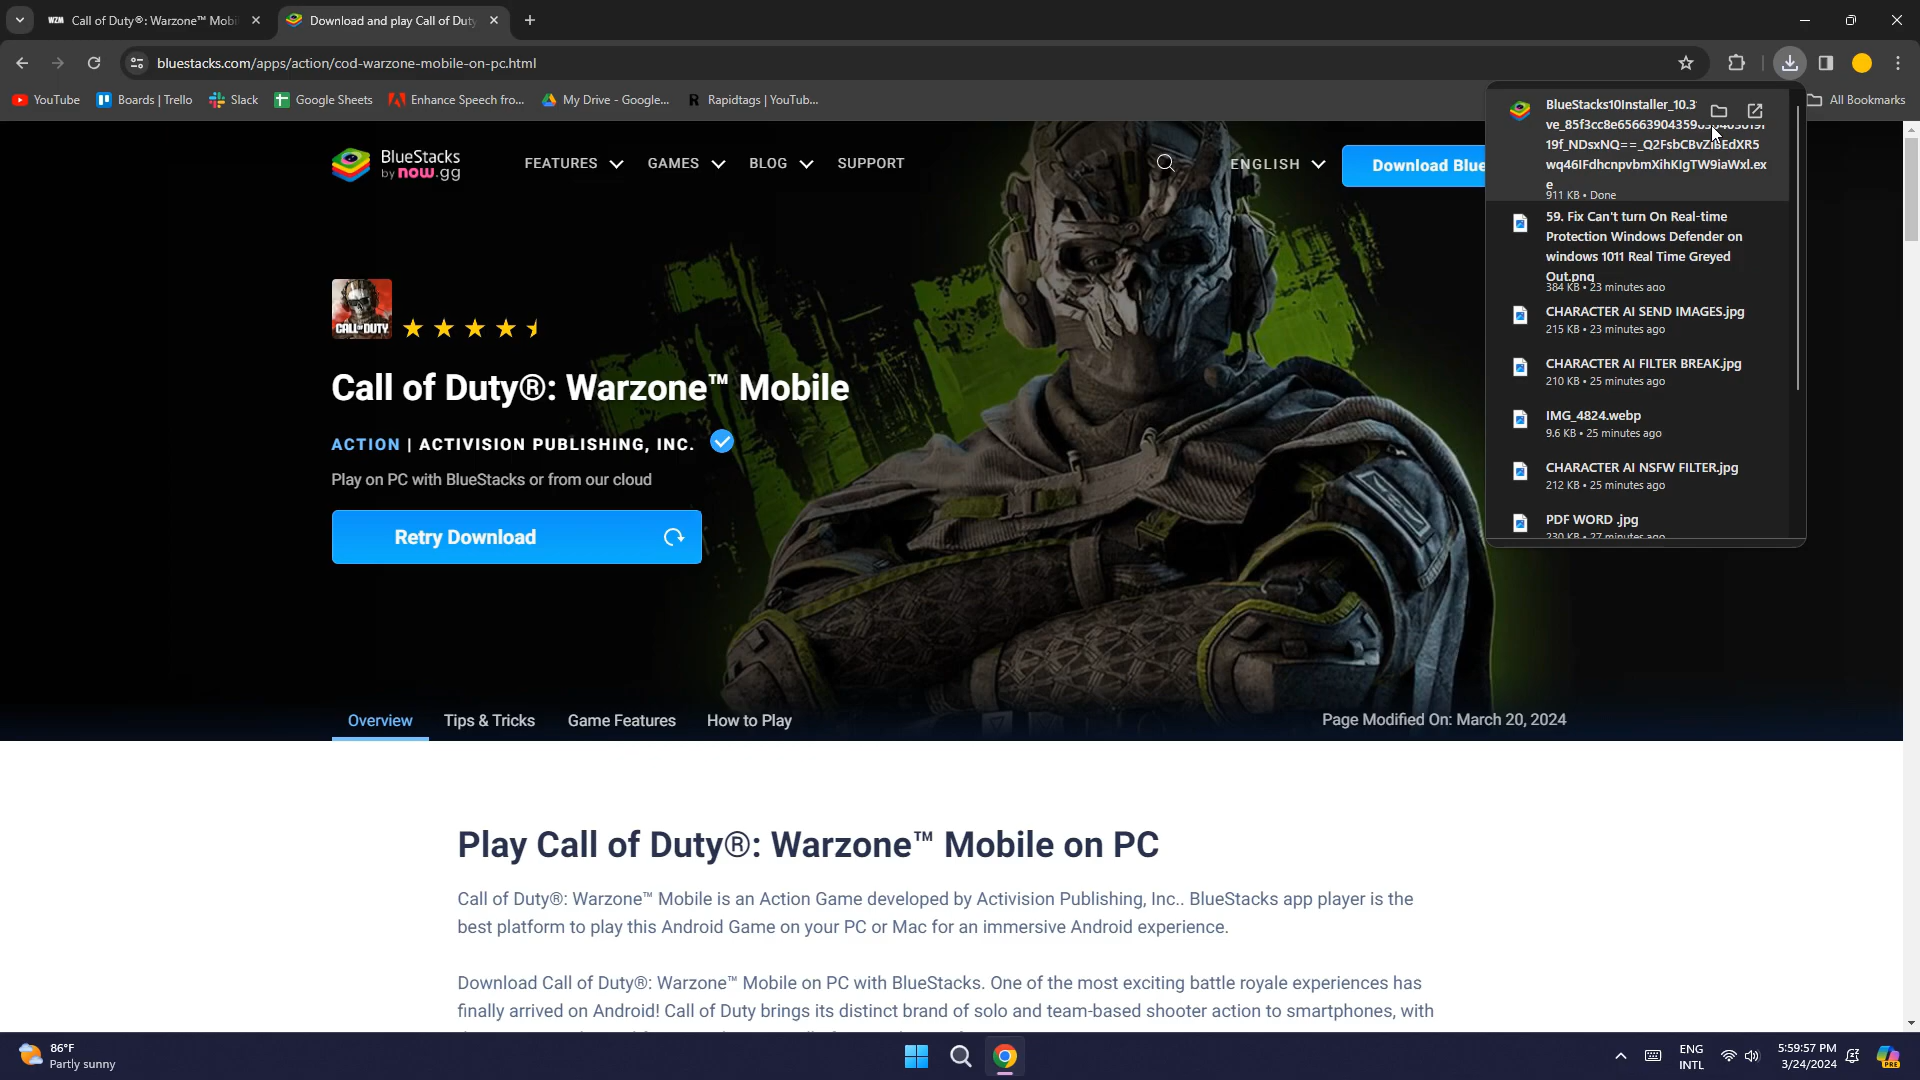 WZM Call of Duty®: Warzone™ Mobi
Download and play Call of Duty
bluestacks.com/apps/action/cod-warzone-mobile-on-pc.html
YouTube
Boards | Trello
Slack
Google Sheets
Enhance Speech fro...
My Drive - Google...
R Rapidtags | YouTub...
All Bookmarks
BlueStacks
by now.gg
FEATURES
GAMES
BLOG
SUPPORT
ENGLISH
Download Blue
BlueStacks10Installer_10.3
19f_NDsxNQ==_Q2FsbCBvZiBEdXR5
911 KB • Done
59. Fix Can't turn On Real-time
Protection Windows Defender on
windows 1011 Real Time Greyed
Out.png
384 KB • 23 minutes ago
CHARACTER AI SEND IMAGES.jpg
215 KB • 23 minutes ago
CHARACTER AI FILTER BREAK.jpg
210 KB • 25 minutes ago
IMG_4824.webp
9.6 KB • 25 minutes ago
CHARACTER AI NSFW FILTER.jpg
212 KB • 25 minutes ago
PDF WORD .jpg
230 KB • 27 minutes ago
CALL OF DUTY
Call of Duty®: Warzone™ Mobile
ACTION | ACTIVISION PUBLISHING, INC.
Play on PC with BlueStacks or from our cloud
Retry Download
Overview
Tips & Tricks
Game Features
How to Play
Page Modified On: March 20, 2024
Play Call of Duty®: Warzone™ Mobile on PC
Call of Duty®: Warzone™ Mobile is an Action Game developed by Activision Publishing, Inc.. BlueStacks app player is the
best platform to play this Android Game on your PC or Mac for an immersive Android experience.
Download Call of Duty®: Warzone™ Mobile on PC with BlueStacks. One of the most exciting battle royale experiences has
finally arrived on Android! Call of Duty brings its distinct brand of solo and team-based shooter action to smartphones, with
86°F
Partly sunny
ENG
INTL
5:59:57 PM
3/24/2024
PRE